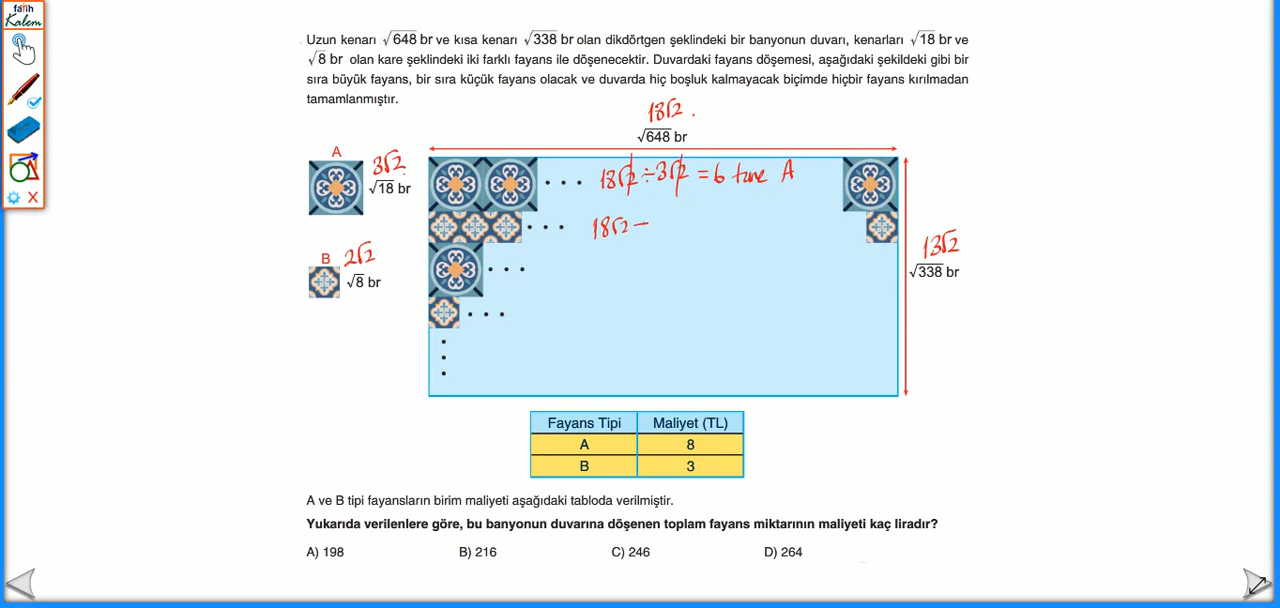 fatih
Kalem
Uzun kenarı √648 br ve kısa kenarı √338 br olan dikdörtgen şeklindeki bir banyonun duvarı, kenarları √18 br ve
√8 br olan kare şeklindeki iki farklı fayans ile döşenecektir. Duvardaki fayans döşemesi, aşağıdaki şekildeki gibi bir
sıra büyük fayans, bir sıra küçük fayans olacak ve duvarda hiç boşluk kalmayacak biçimde hiçbir fayans kırılmadan
tamamlanmıştır.
18√2 .
√648 br
A
3√2
√18 br
18√2 ÷ 3√2 = 6 tane A
18√2 –
B
2√2
√8 br
13√2
√338 br
Fayans Tipi Maliyet (TL)
A 8
B 3
A ve B tipi fayansların birim maliyeti aşağıdaki tabloda verilmiştir.
Yukarıda verilenlere göre, bu banyonun duvarına döşenen toplam fayans miktarının maliyeti kaç liradır?
A) 198 B) 216 C) 246 D) 264